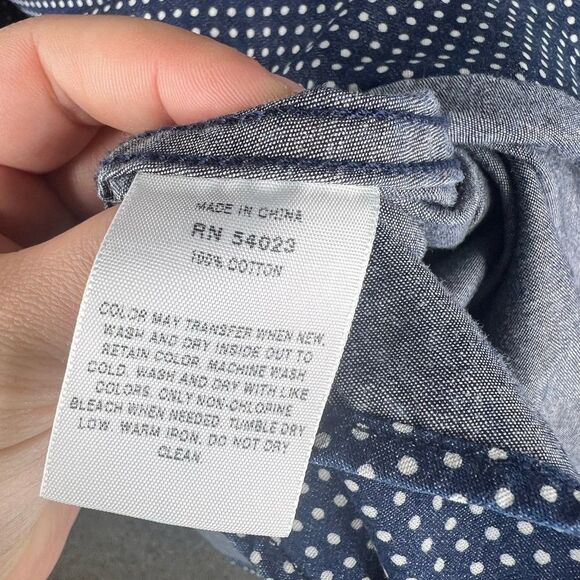 MADE IN CHINA
RN 54023
100% COTTON
COLOR MAY TRANSFER WHEN NEW.
WASH AND DRY INSIDE OUT TO
RETAIN COLOR. MACHINE WASH
COLD. WASH AND DRY WITH LIKE
COLORS. ONLY NON-CHLORINE
BLEACH WHEN NEEDED. TUMBLE DRY
LOW. WARM IRON. DO NOT DRY
CLEAN.